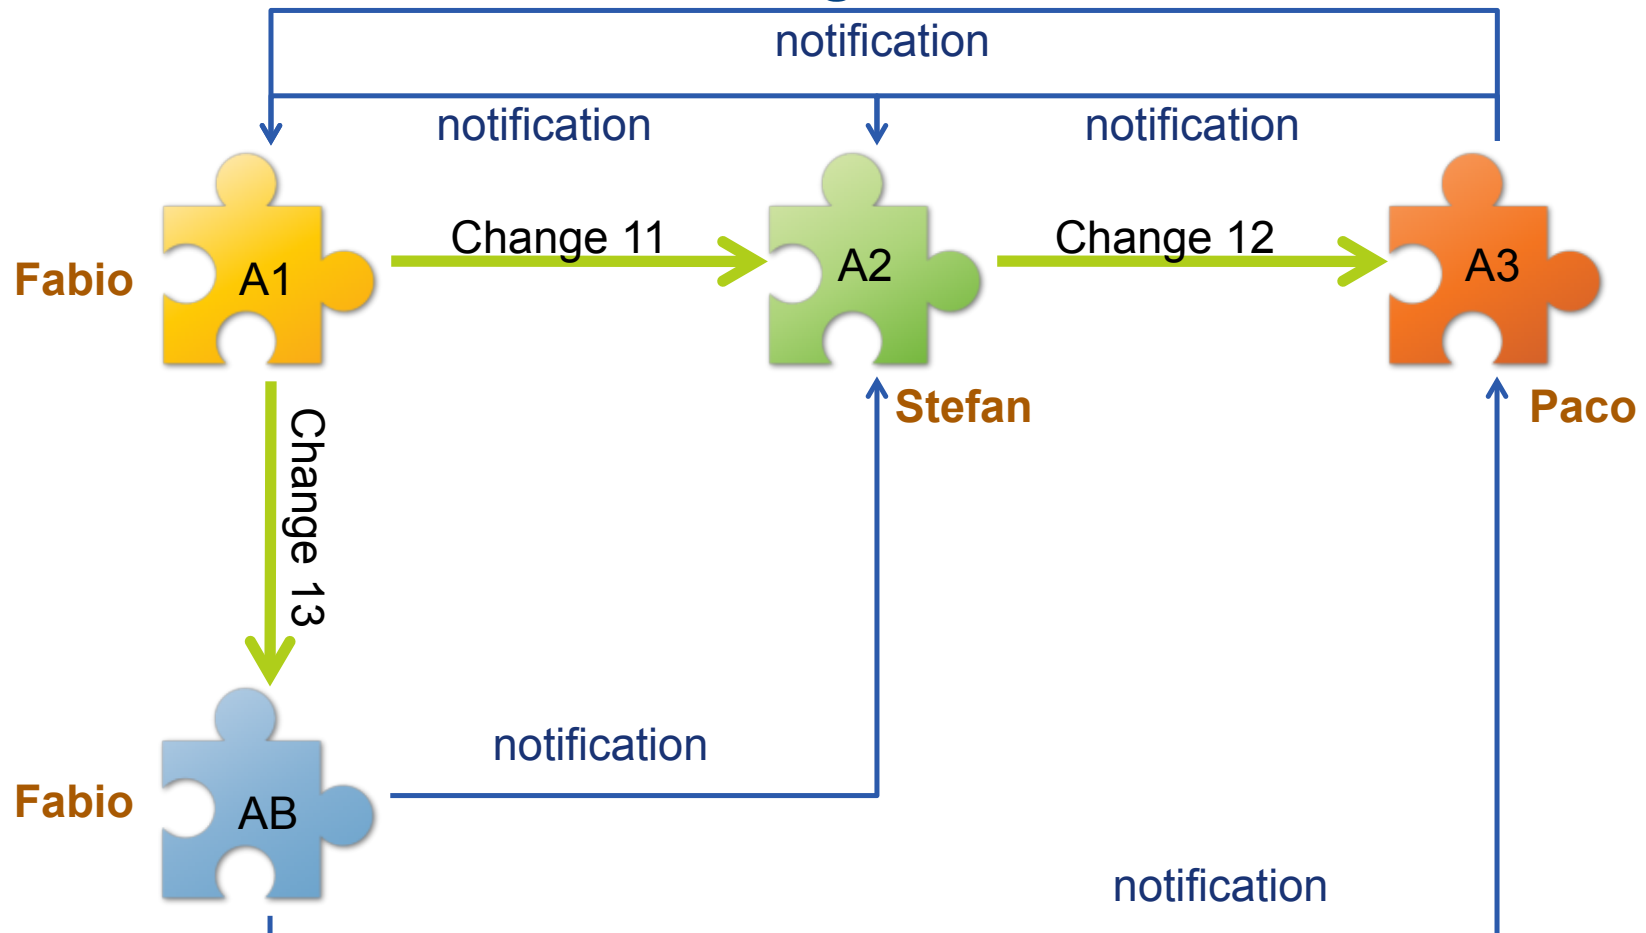 notification
notification
notification
Change 11
Change 12
Fabio
A1
A2
A3
Stefan
Paco
Change 13
notification
Fabio
AB
notification